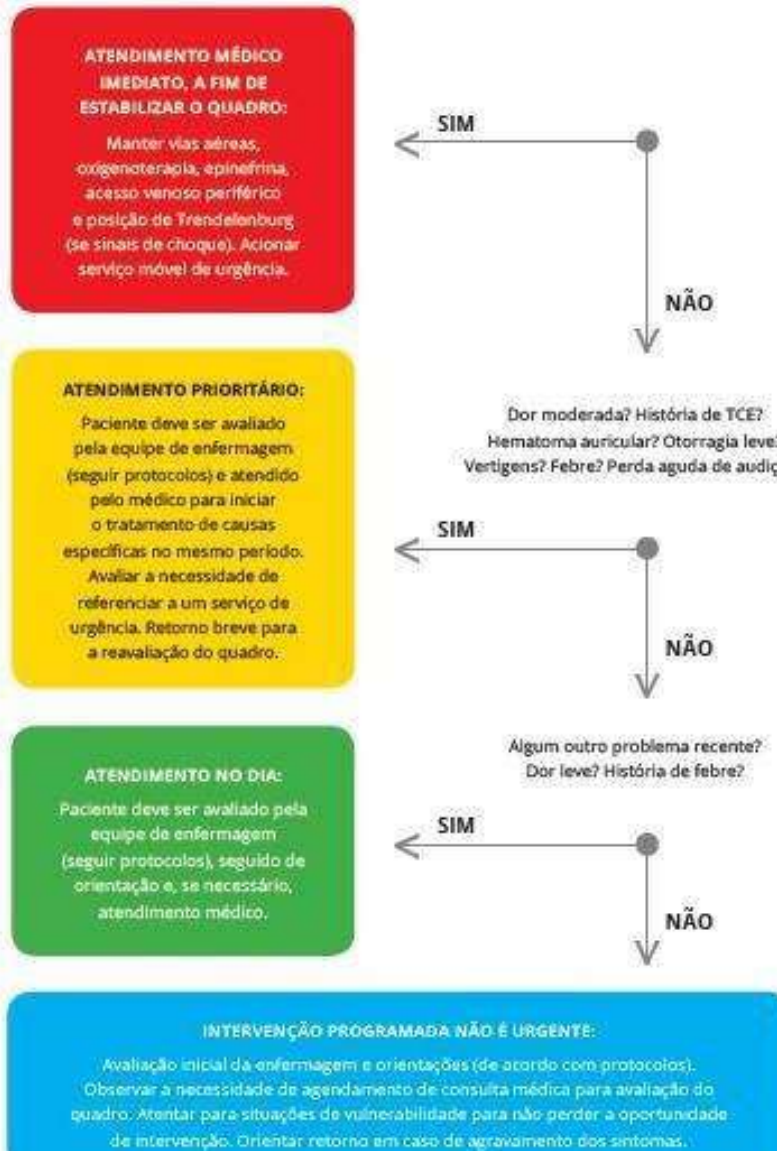 ATENDIMENTO MÉDICO
IMEDIATO, A FIM DE
ESTABILIZAR O QUADRO:
Manter vias aéreas,
oxigenoterapia, epinefrina,
acesso venoso periférico
e posição de Trendelenburg
(se sinais de choque). Acionar
serviço móvel de urgência.
SIM
NÃO
ATENDIMENTO PRIORITÁRIO:
Paciente deve ser avaliado
pela equipe de enfermagem
(seguir protocolos) e atendido
pelo médico para iniciar
o tratamento de causas
específicas no mesmo período.
Avaliar a necessidade de
referenciar a um serviço de
urgência. Retorno breve para
a reavaliação do quadro.
Dor moderada? História de TCE?
Hematoma auricular? Otorragia leve?
Vertigens? Febre? Perda aguda de
SIM
NÃO
ATENDIMENTO NO DIA:
Paciente deve ser avaliado pela
equipe de enfermagem
(seguir protocolos), seguido de
orientação e, se necessário,
atendimento médico.
Algum outro problema recente?
Dor leve? História de febre?
SIM
NÃO
INTERVENÇÃO PROGRAMADA NÃO É URGENTE:
Avaliação inicial da enfermagem e orientações (de acordo com protocolos).
Observar a necessidade de agendamento de consulta médica para avaliação do
quadro. Atentar para situações de vulnerabilidade para não perder a oportunidade
de intervenção. Orientar retorno em caso de agravamento dos sintomas.